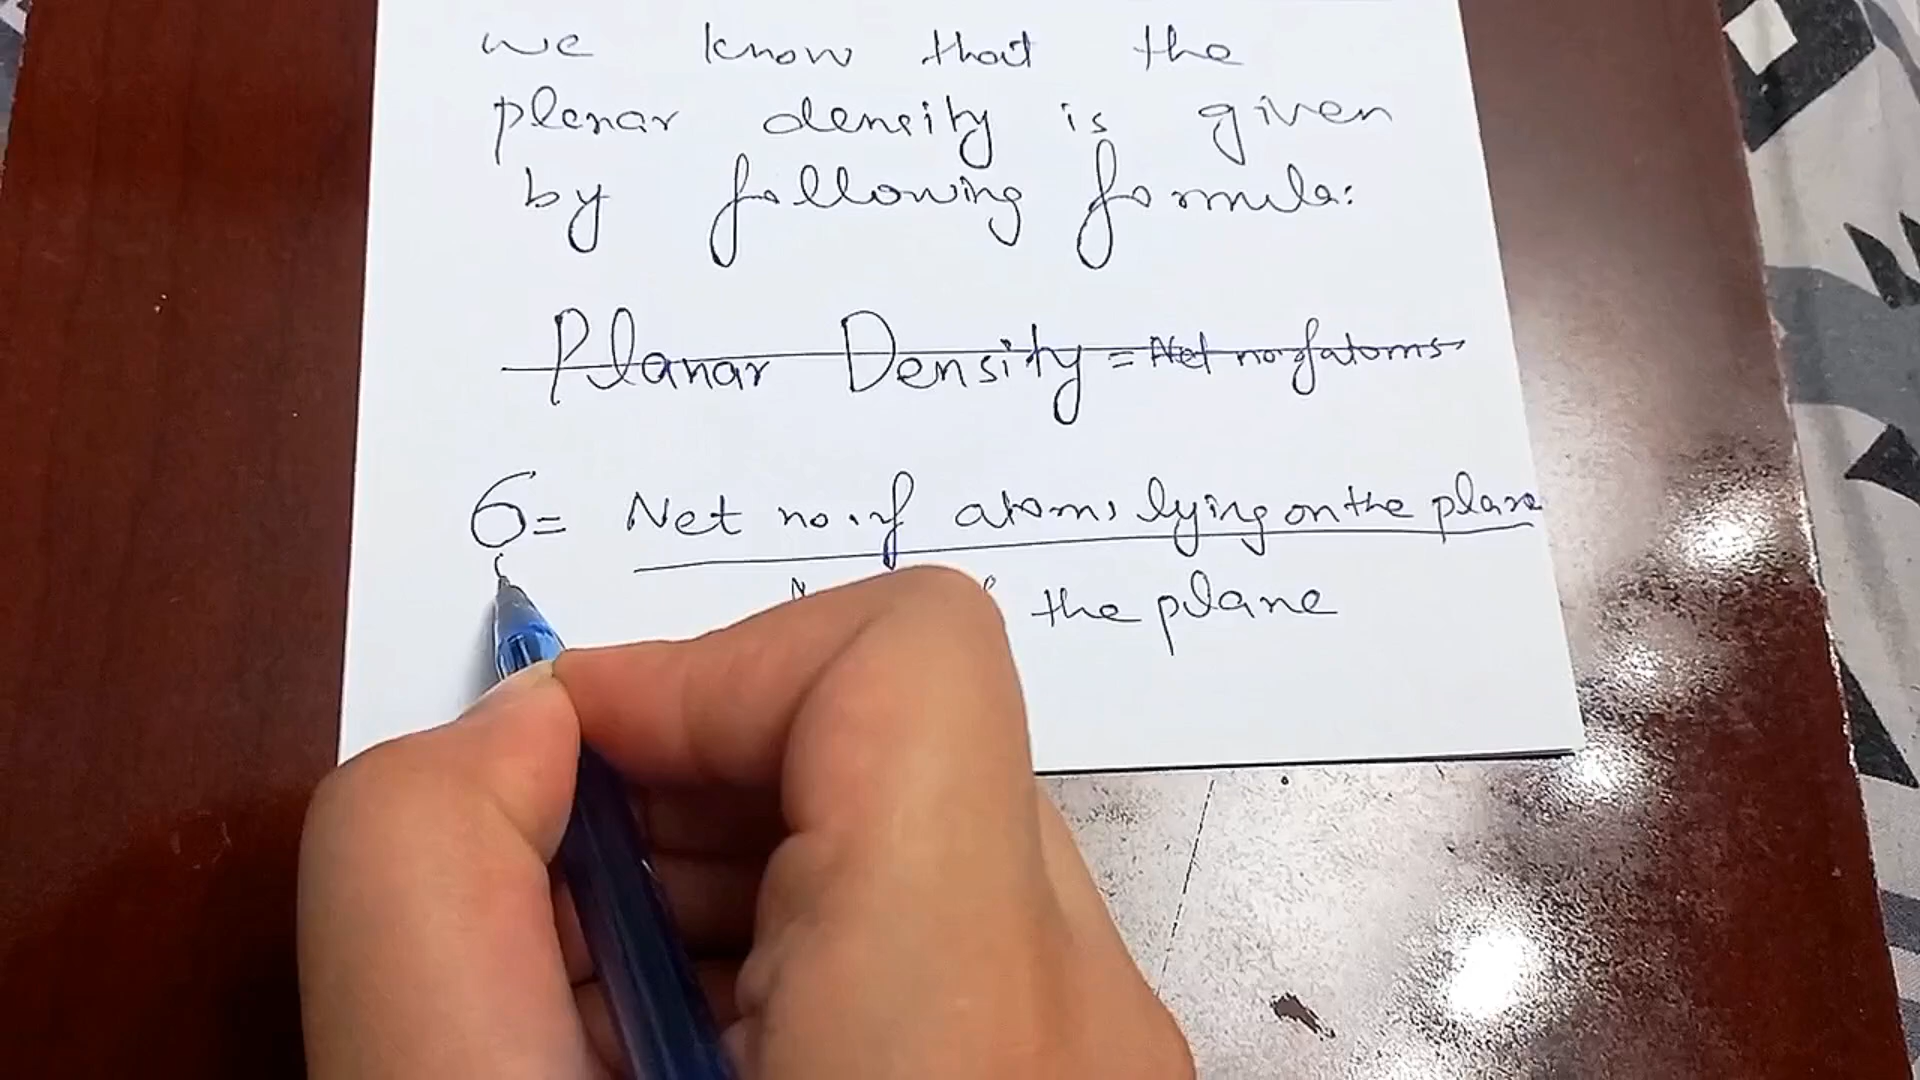 we know that the
plenar density is given
by following formula:
Planar Density = Net no. of atoms
6 = Net no. of atoms lying on the plane
the plane